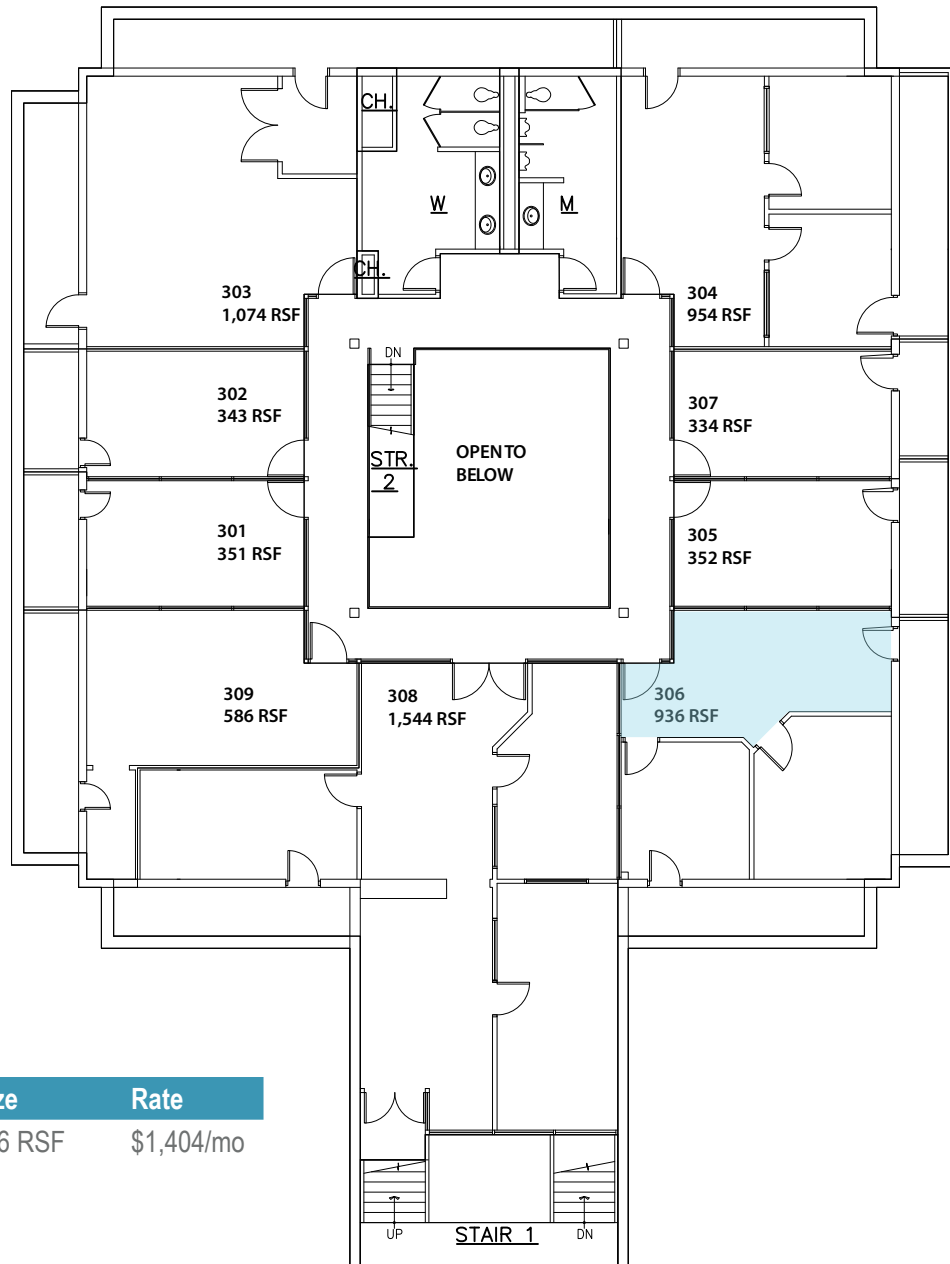 CH.
W
M
CH.
303
1,074 RSF
304
954 RSF
DN
302
343 RSF
307
334 RSF
OPEN TO
BELOW
STR.
2
301
351 RSF
305
352 RSF
309
586 RSF
308
1,544 RSF
306
936 RSF
ze Rate
6 RSF $1,404/mo
UP
STAIR 1
DN